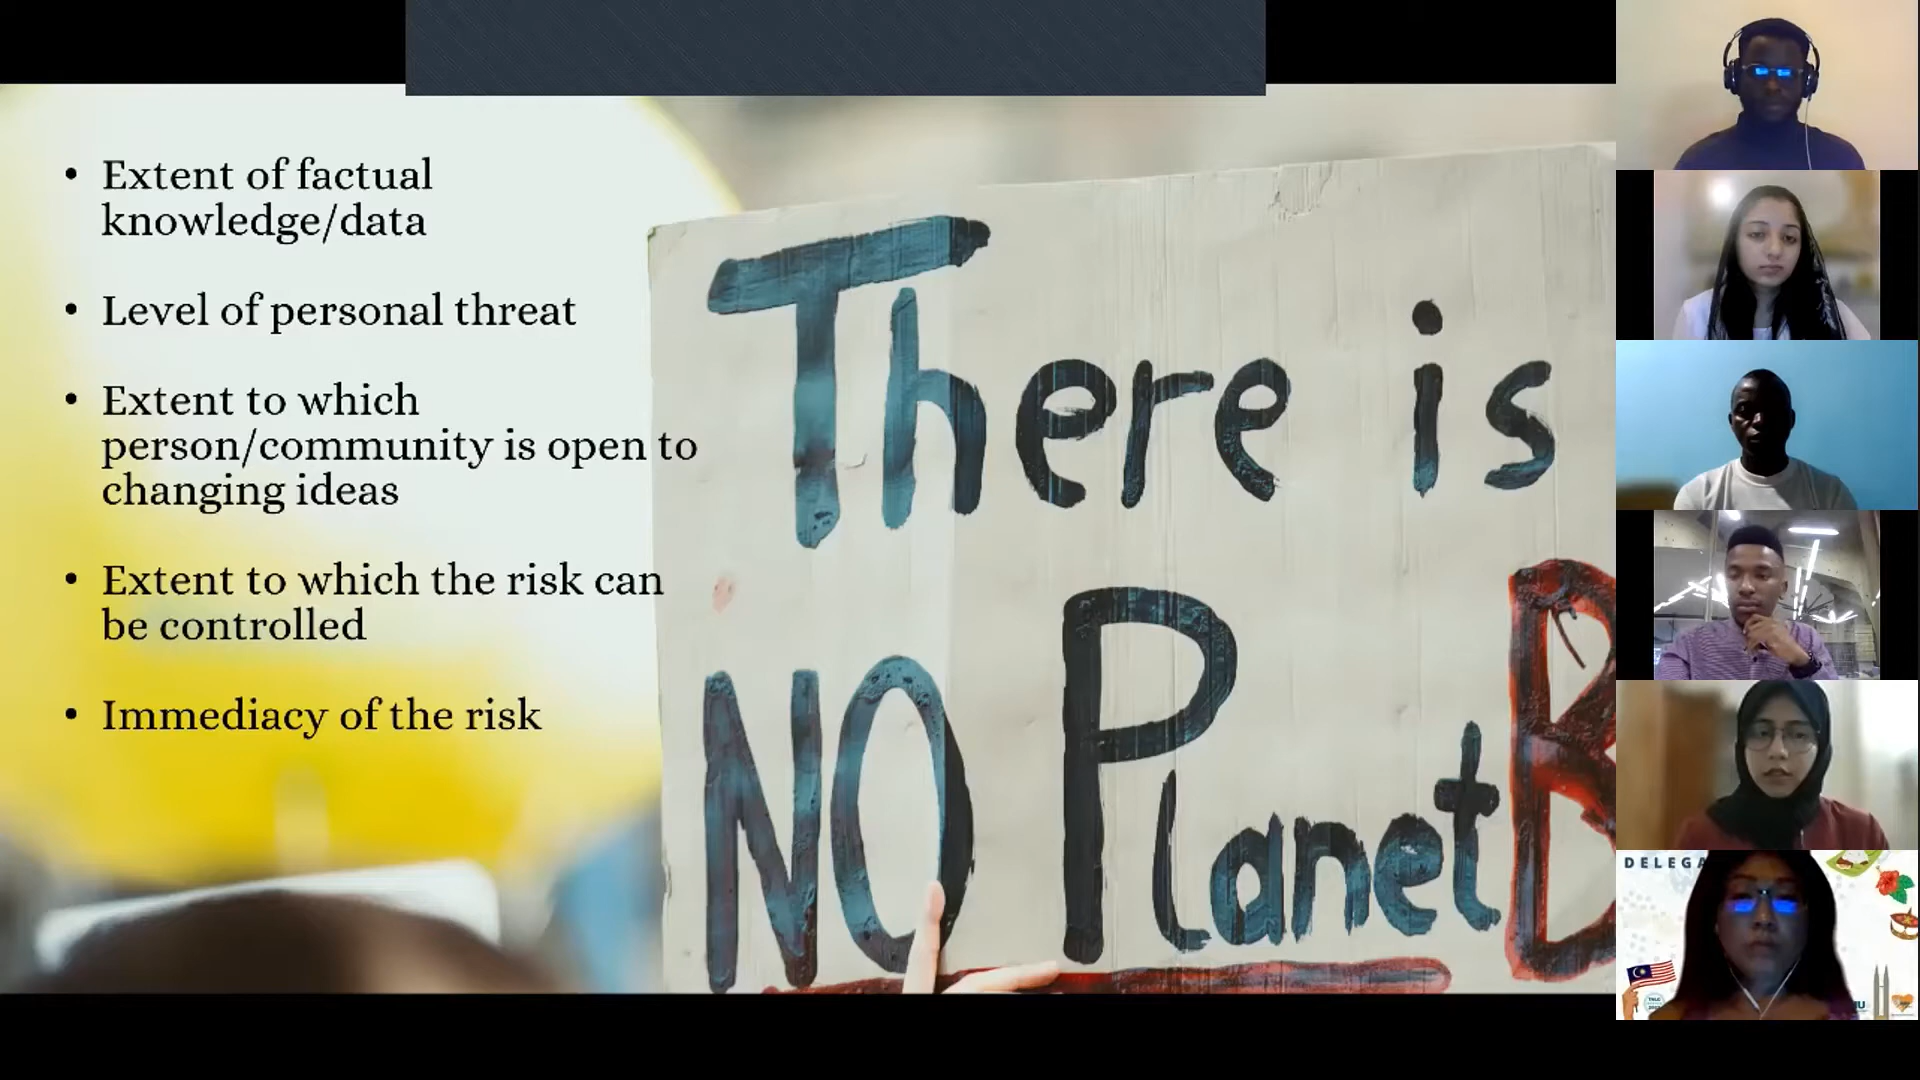 • Extent of factual
knowledge/data
• Level of personal threat
• Extent to which
person/community is open to
changing ideas
• Extent to which the risk can
be controlled
• Immediacy of the risk
There is
NO Planet B
DELEGA